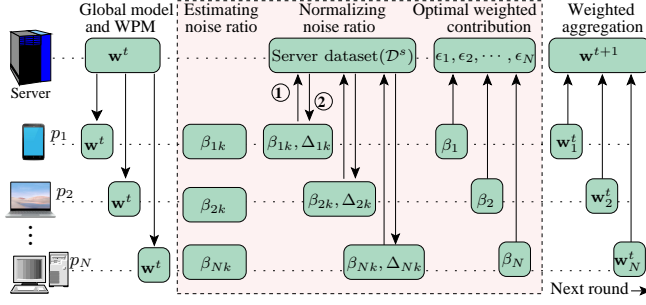 Global model and WPM
Estimating noise ratio
Normalizing noise ratio
Optimal weighted contribution
Weighted aggregation
Server
w^t
Server dataset(𝒟^s)
ϵ_1, ϵ_2, ⋯, ϵ_N
w^{t+1}
① ②
p_1
w^t
β_{1k}
β_{1k}, Δ_{1k}
β_1
w_1^t
p_2
w^t
β_{2k}
β_{2k}, Δ_{2k}
β_2
w_2^t
p_N
w^t
β_{Nk}
β_{Nk}, Δ_{Nk}
β_N
w_N^t
Next round